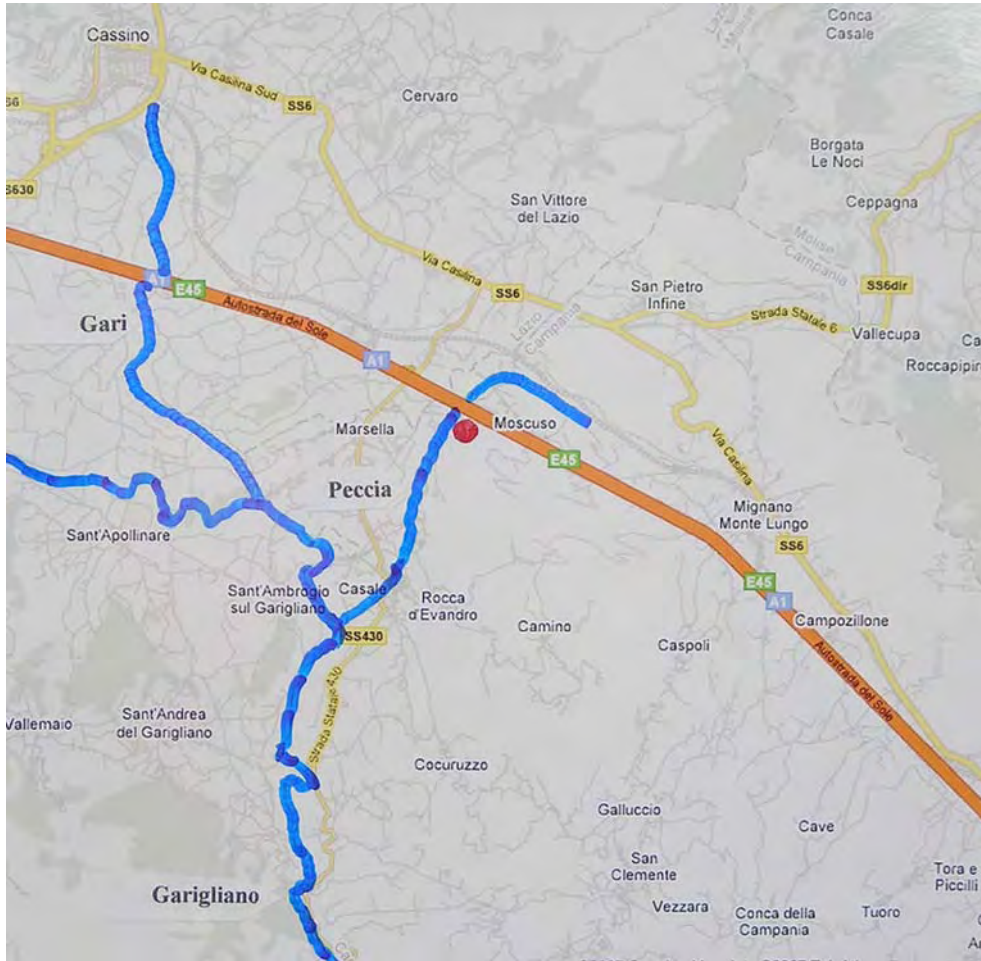 Conca
Casale
Cassino
Via Casilina Sud
SS6
Cervaro
S6
Borgata
Le Noci
S630
San Vittore
del Lazio
Ceppagna
Molise
Campania
Via Casilina
A1
E45
SS6
San Pietro
Infine
SS6dir
Gari
Autostrada del Sole
Lazio
Campania
Strada Statale 6
Vallecupa
A1
Roccapipir
Marsella
Moscuso
E45
Via Casilina
Peccia
Mignano
Monte Lungo
Sant'Apollinare
SS6
E45
A1
Sant'Ambrogio
sul Garigliano
Casale
Rocca
d'Evandro
Camino
Campozillone
SS430
Caspoli
Autostrada del Sole
Vallemaio
Sant'Andrea
del Garigliano
Strada Statale 430
Cocuruzzo
Galluccio
Cave
San
Clemente
Tora e
Piccilli
Garigliano
Vezzara
Conca della
Campania
Tuoro